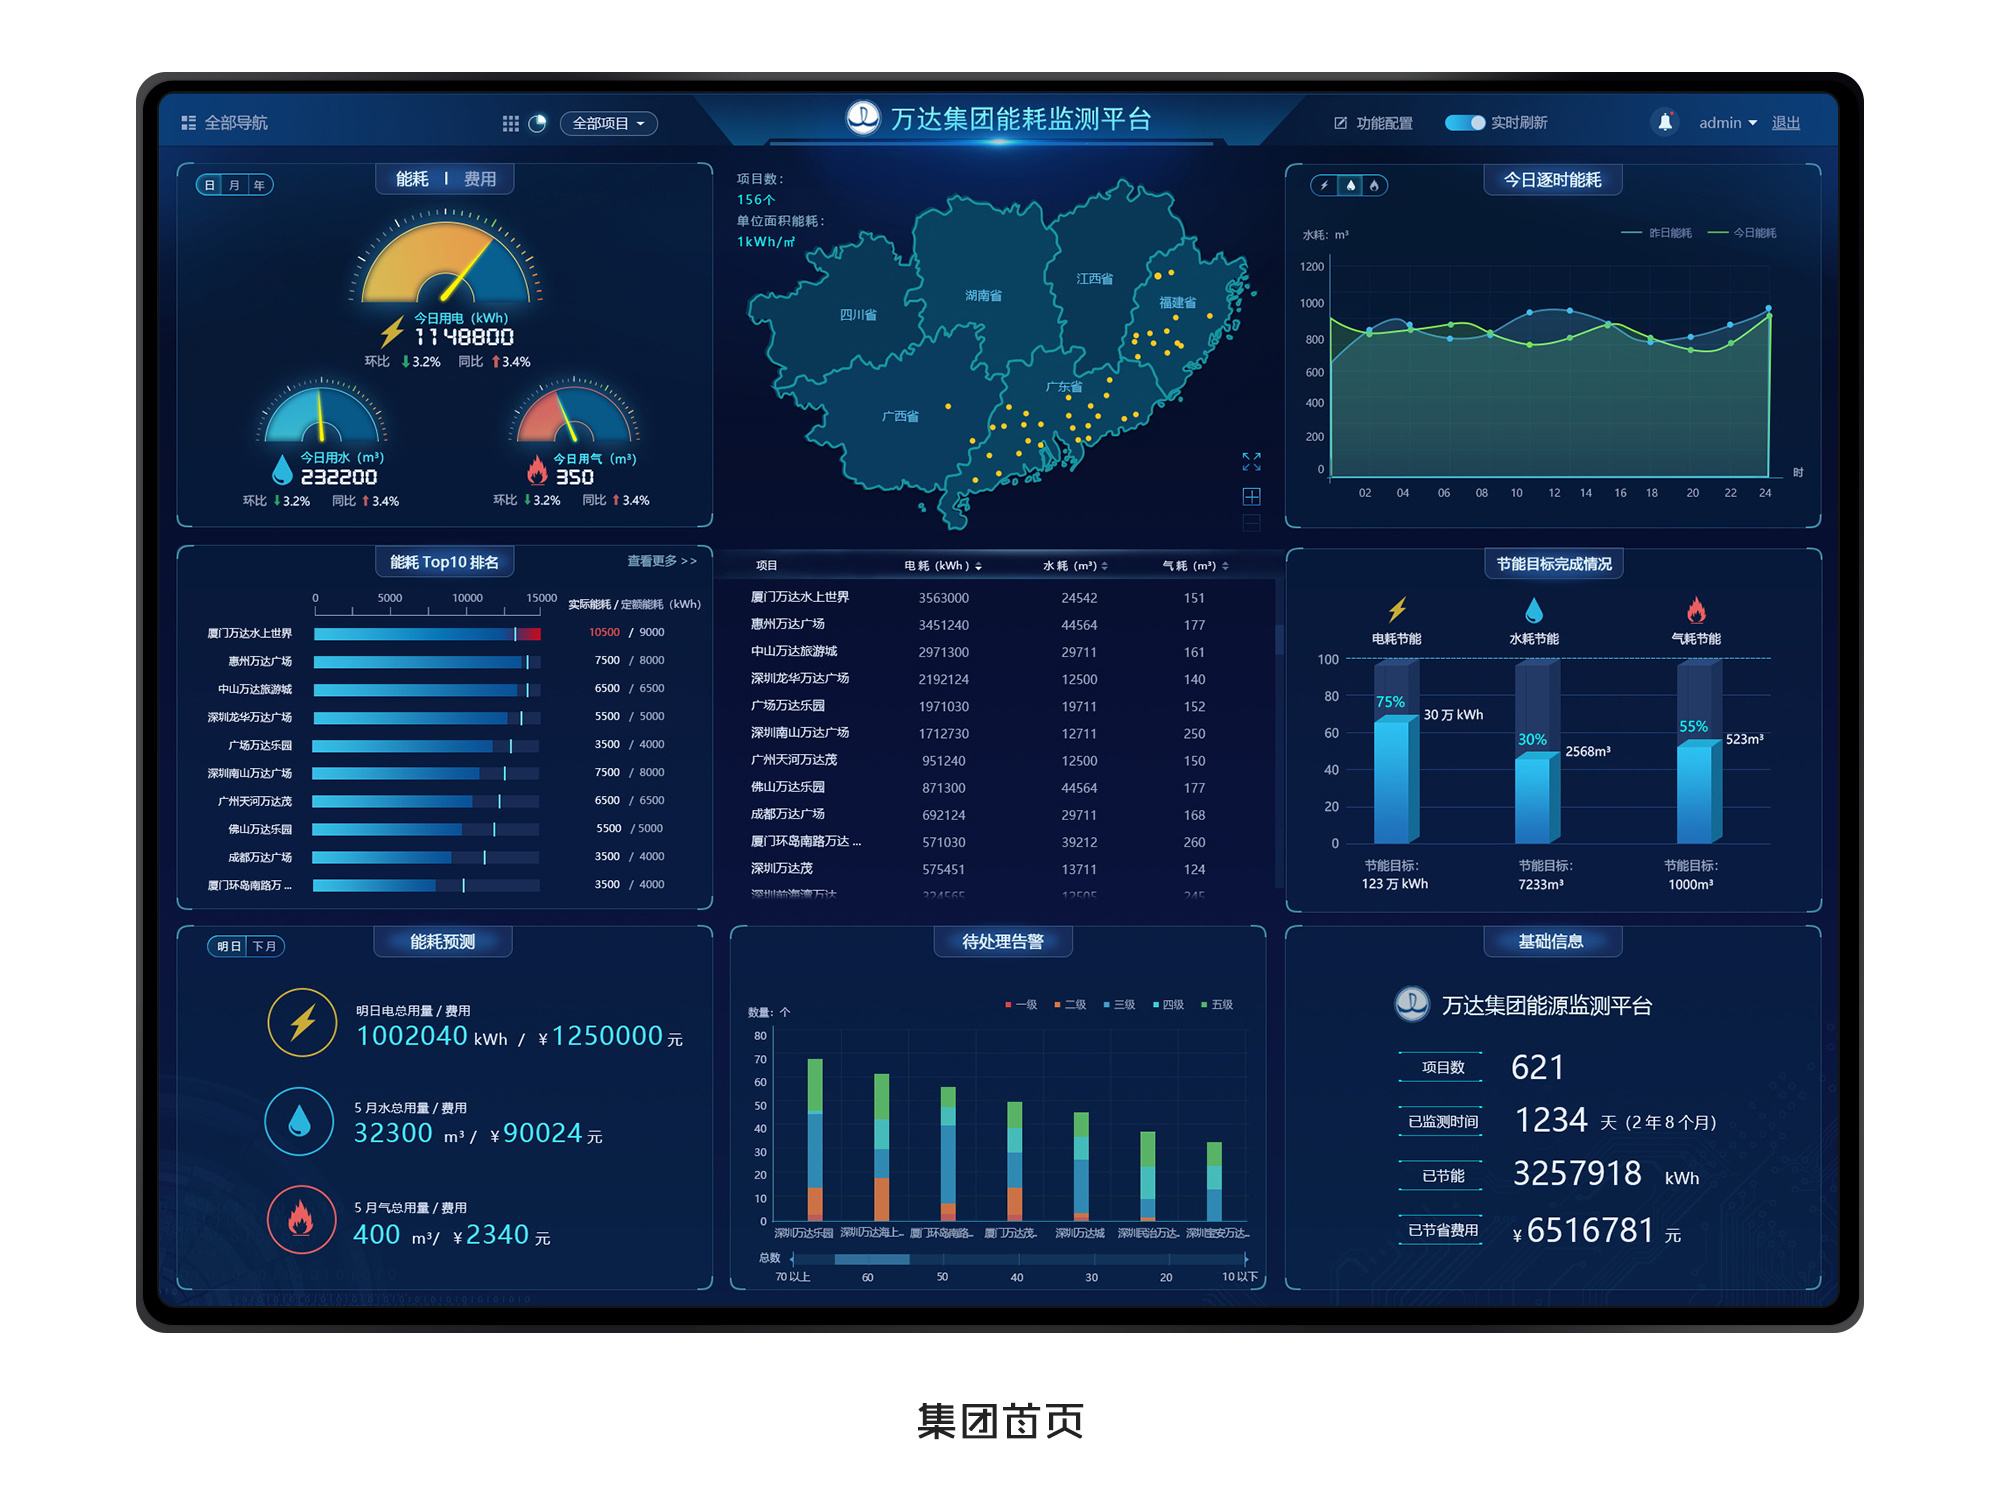 全部导航
全部项目
万达集团能耗监测平台
功能配置
实时刷新
admin
退出
日 月 年
能耗 | 费用
今日用电（kWh）
1148800
环比 3.2% 同比 3.4%
今日用水（m³）
232200
环比 3.2% 同比 3.4%
今日用气（m³）
350
环比 3.2% 同比 3.4%
项目数：
156个
单位面积能耗：
1kWh/㎡
四川省
湖南省
江西省
福建省
广西省
广东省
今日逐时能耗
水耗：m³
昨日能耗 今日能耗
1200
1000
800
600
400
200
0
02 04 06 08 10 12 14 16 18 20 22 24
时
能耗 Top10 排名
查看更多 >>
0 5000 10000 15000
实际能耗 / 定额能耗（kWh）
厦门万达水上世界 10500 / 9000
惠州万达广场 7500 / 8000
中山万达旅游城 6500 / 6500
深圳龙华万达广场 5500 / 5000
广场万达乐园 3500 / 4000
深圳南山万达广场 7500 / 8000
广州天河万达茂 6500 / 6500
佛山万达乐园 5500 / 5000
成都万达广场 3500 / 4000
厦门环岛南路万 ... 3500 / 4000
项目 电 耗（kWh） 水 耗（m³） 气 耗（m³）
厦门万达水上世界 3563000 24542 151
惠州万达广场 3451240 44564 177
中山万达旅游城 2971300 29711 161
深圳龙华万达广场 2192124 12500 140
广场万达乐园 1971030 19711 152
深圳南山万达广场 1712730 12711 250
广州天河万达茂 951240 12500 150
佛山万达乐园 871300 44564 177
成都万达广场 692124 29711 168
厦门环岛南路万达 ... 571030 39212 260
深圳万达茂 575451 13711 124
深圳前海湾万达 324565 12505 245
节能目标完成情况
电耗节能 水耗节能 气耗节能
100
80
60
40
20
0
75%
30 万 kWh
30%
2568m³
55%
523m³
节能目标：
123 万 kWh
节能目标：
7233m³
节能目标：
1000m³
明日 下月
能耗预测
明日电总用量 / 费用
1002040 kWh / ¥ 1250000 元
5 月水总用量 / 费用
32300 m³ / ¥ 90024 元
5 月气总用量 / 费用
400 m³/ ¥ 2340 元
待处理告警
数量：个
一级 二级 三级 四级 五级
80
70
60
50
40
30
20
10
0
深圳万达乐园 深圳万达海上... 厦门环岛南路... 厦门万达茂... 深圳万达城 深圳民治万达... 深圳宝安万达...
总数
70 以上 60 50 40 30 20 10 以下
基础信息
万达集团能源监测平台
项目数 621
已监测时间 1234 天（2 年 8 个月）
已节能 3257918 kWh
已节省费用 ¥ 6516781 元
集团首页